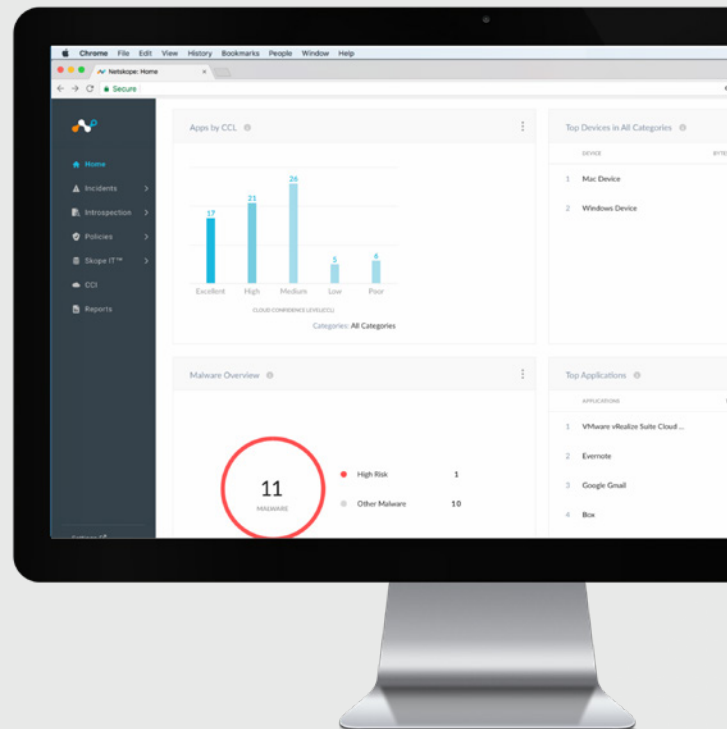 Chrome File Edit View History Bookmarks People Window Help
Netskope: Home
Secure
Home
Incidents
Introspection
Policies
Skope IT™
CCI
Reports
Apps by CCL
26
21
17
5
6
Excellent High Medium Low Poor
CLOUD CONFIDENCE LEVEL(CCL)
Categories: All Categories
Top Devices in All Categories
DEVICE
1 Mac Device
2 Windows Device
Malware Overview
11
MALWARE
High Risk 1
Other Malware 10
Top Applications
APPLICATIONS
1 VMware vRealize Suite Cloud ...
2 Evernote
3 Google Gmail
4 Box